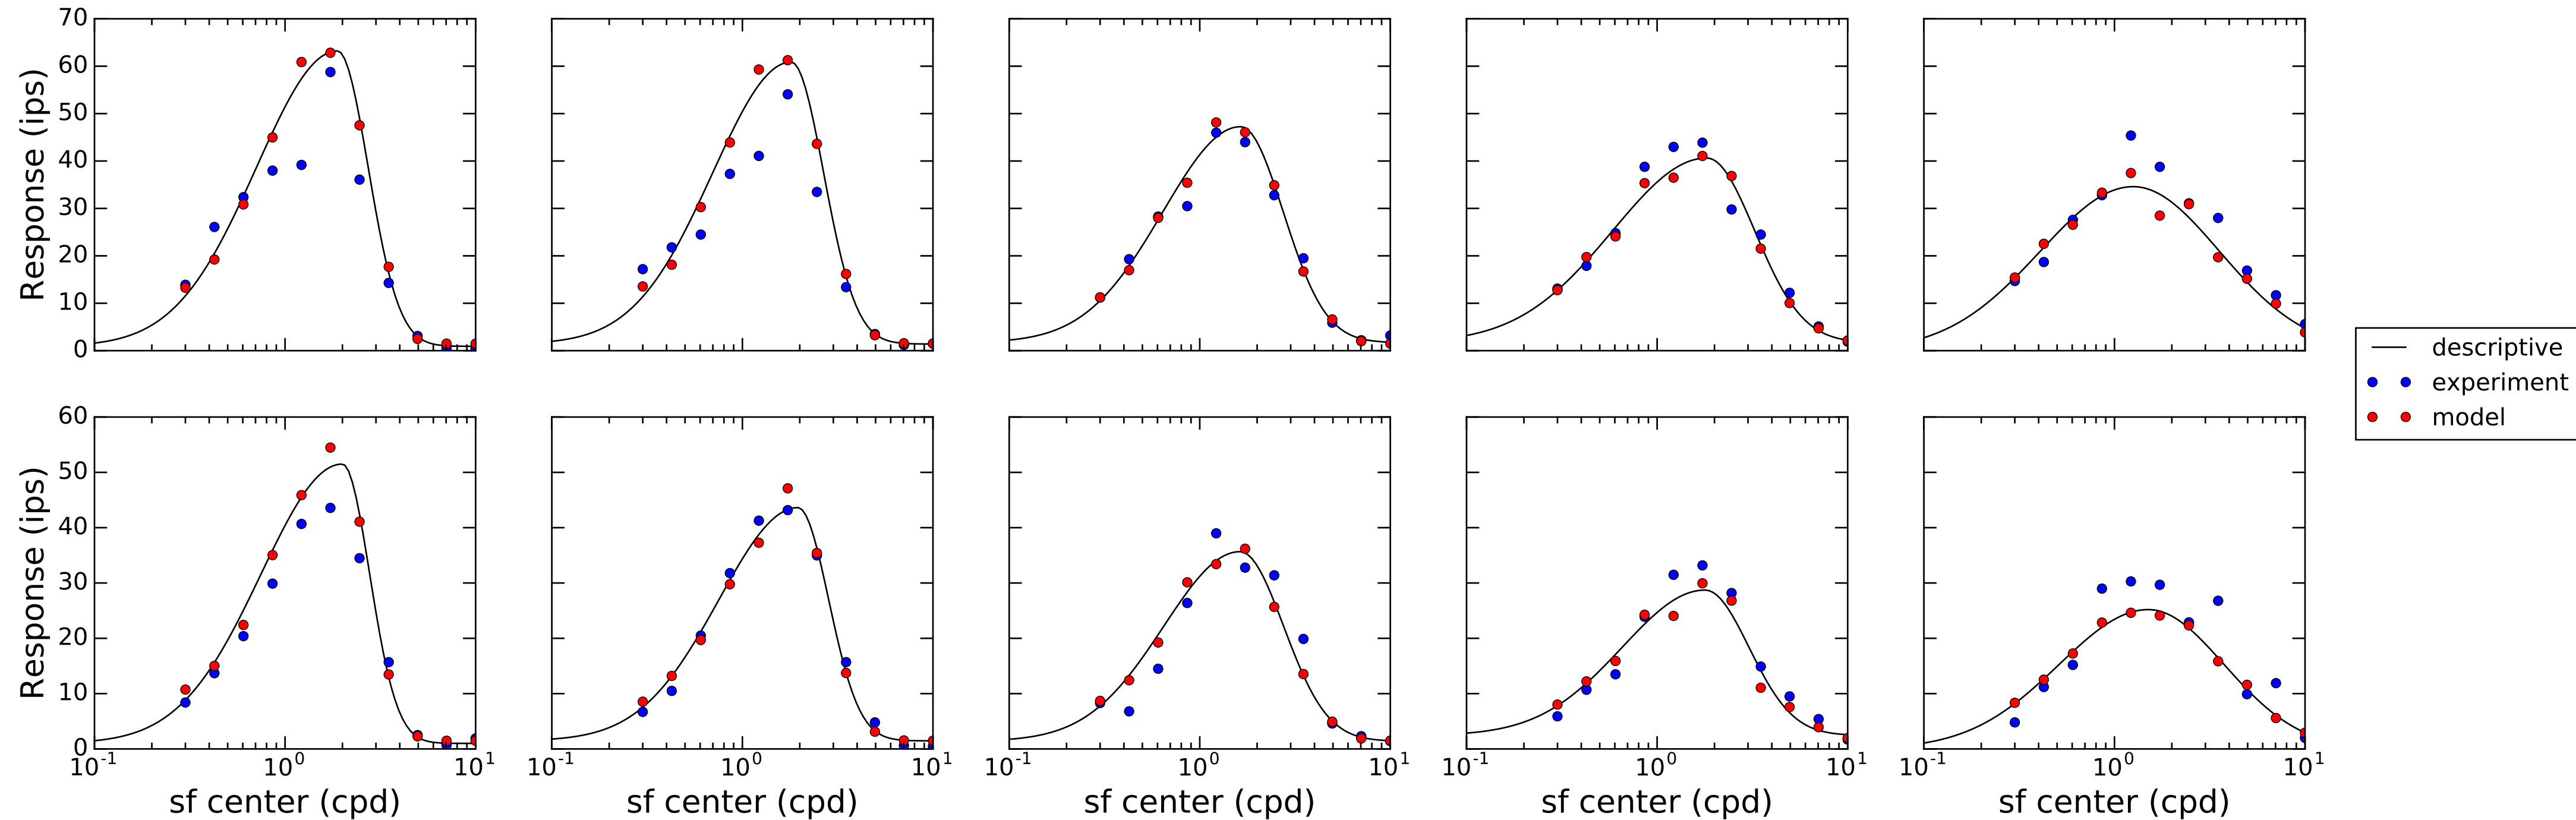 70
60
50
40
30
20
10
0
Response (ips)
descriptive
experiment
model
60
50
40
30
20
10
0
Response (ips)
10^-1 10^0 10^1 10^-1 10^0 10^1 10^-1 10^0 10^1 10^-1 10^0 10^1 10^-1 10^0 10^1
sf center (cpd) sf center (cpd) sf center (cpd) sf center (cpd) sf center (cpd)